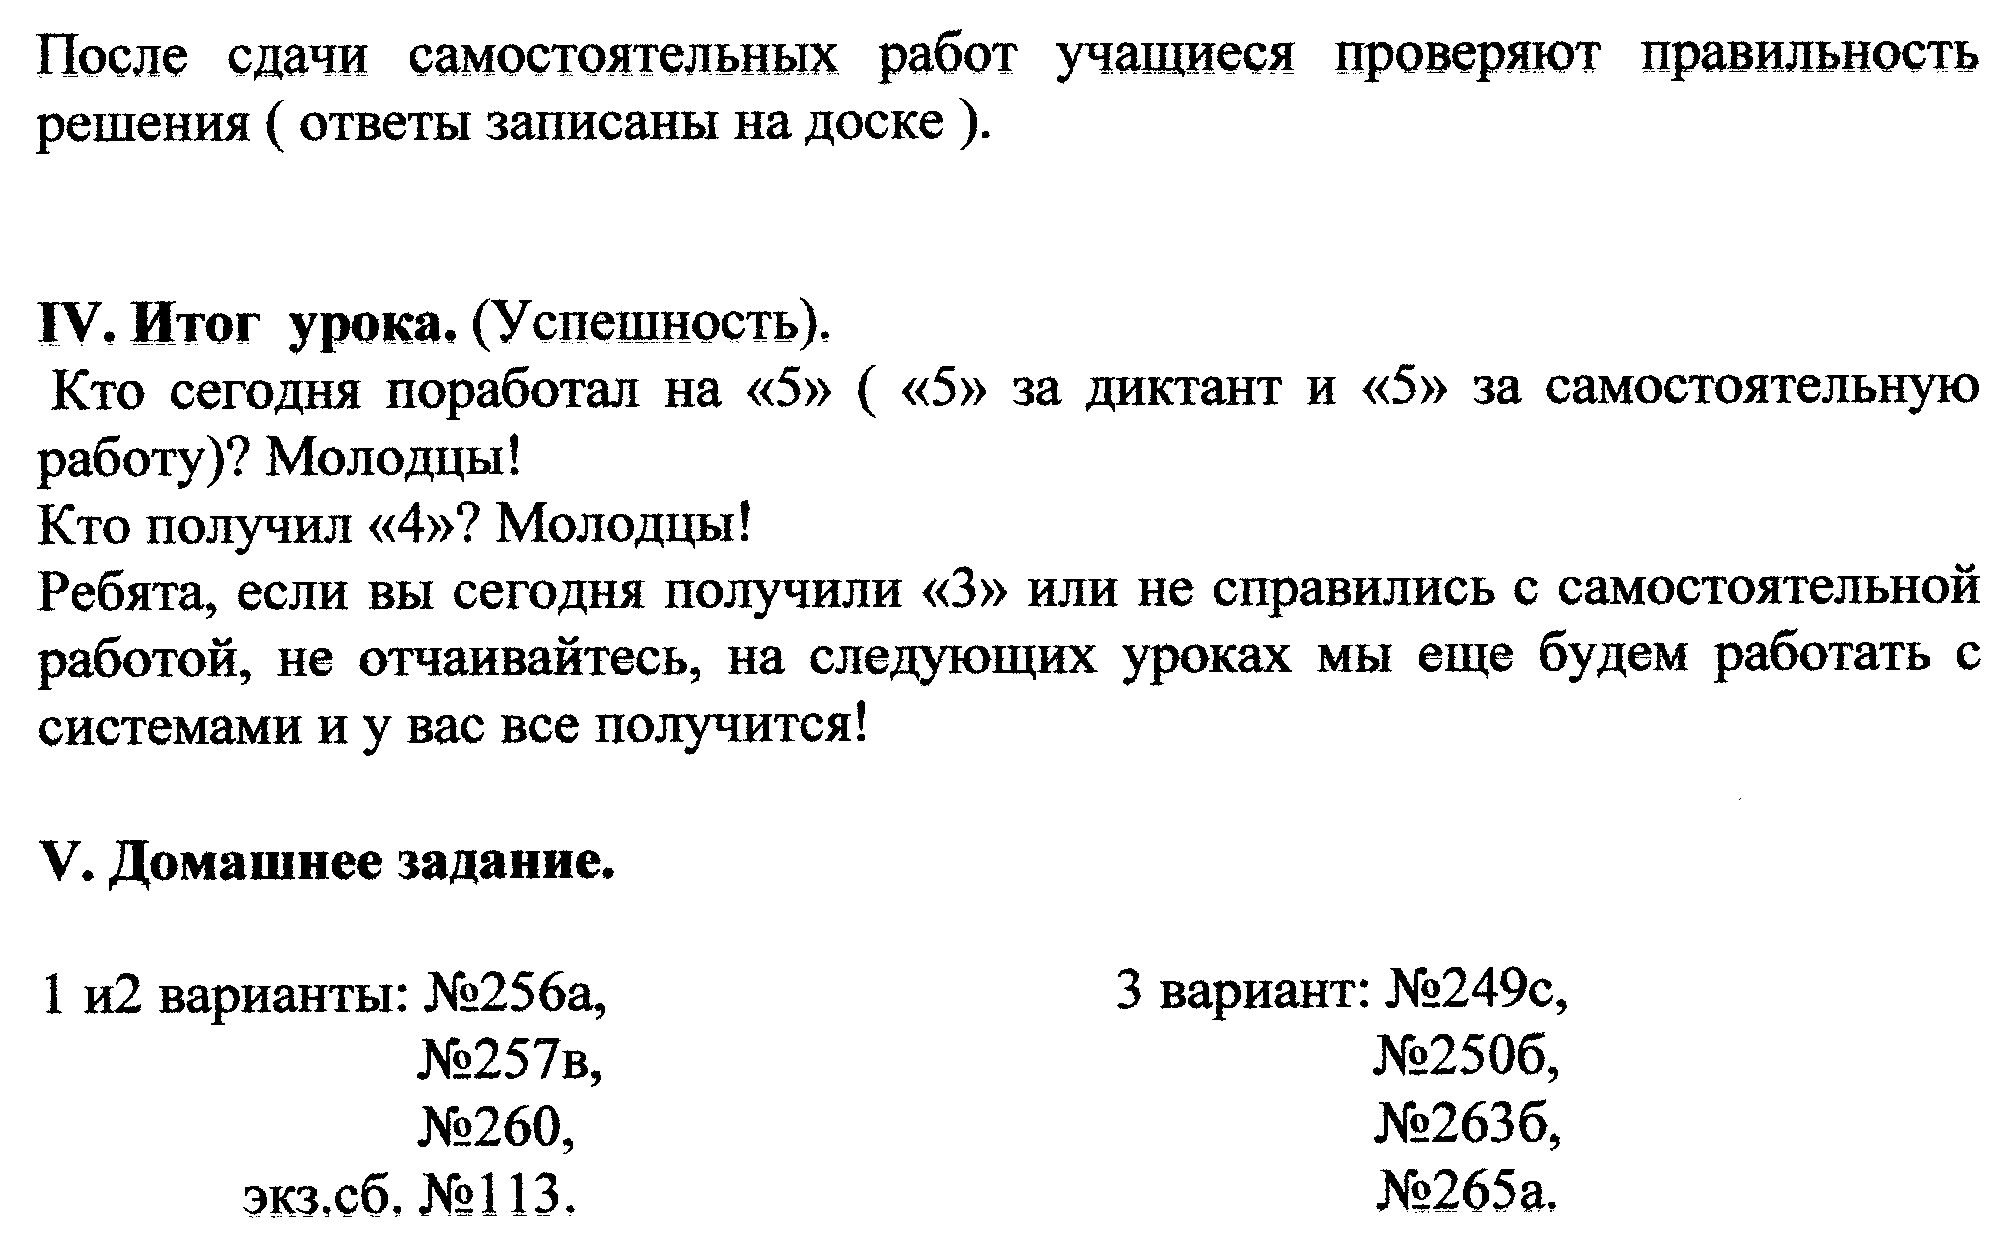 После сдачи самостоятельных работ учащиеся проверяют правильность
решения ( ответы записаны на доске ).
IV. Итог урока. (Успешность).
Кто сегодня поработал на «5» ( «5» за диктант и «5» за самостоятельную
работу)? Молодцы!
Кто получил «4»? Молодцы!
Ребята, если вы сегодня получили «3» или не справились с самостоятельной
работой, не отчаивайтесь, на следующих уроках мы еще будем работать с
системами и у вас все получится!
V. Домашнее задание.
1 и2 варианты: №256а,
№257в,
№260,
экз.сб. №113.
3 вариант: №249с,
№250б,
№263б,
№265а.